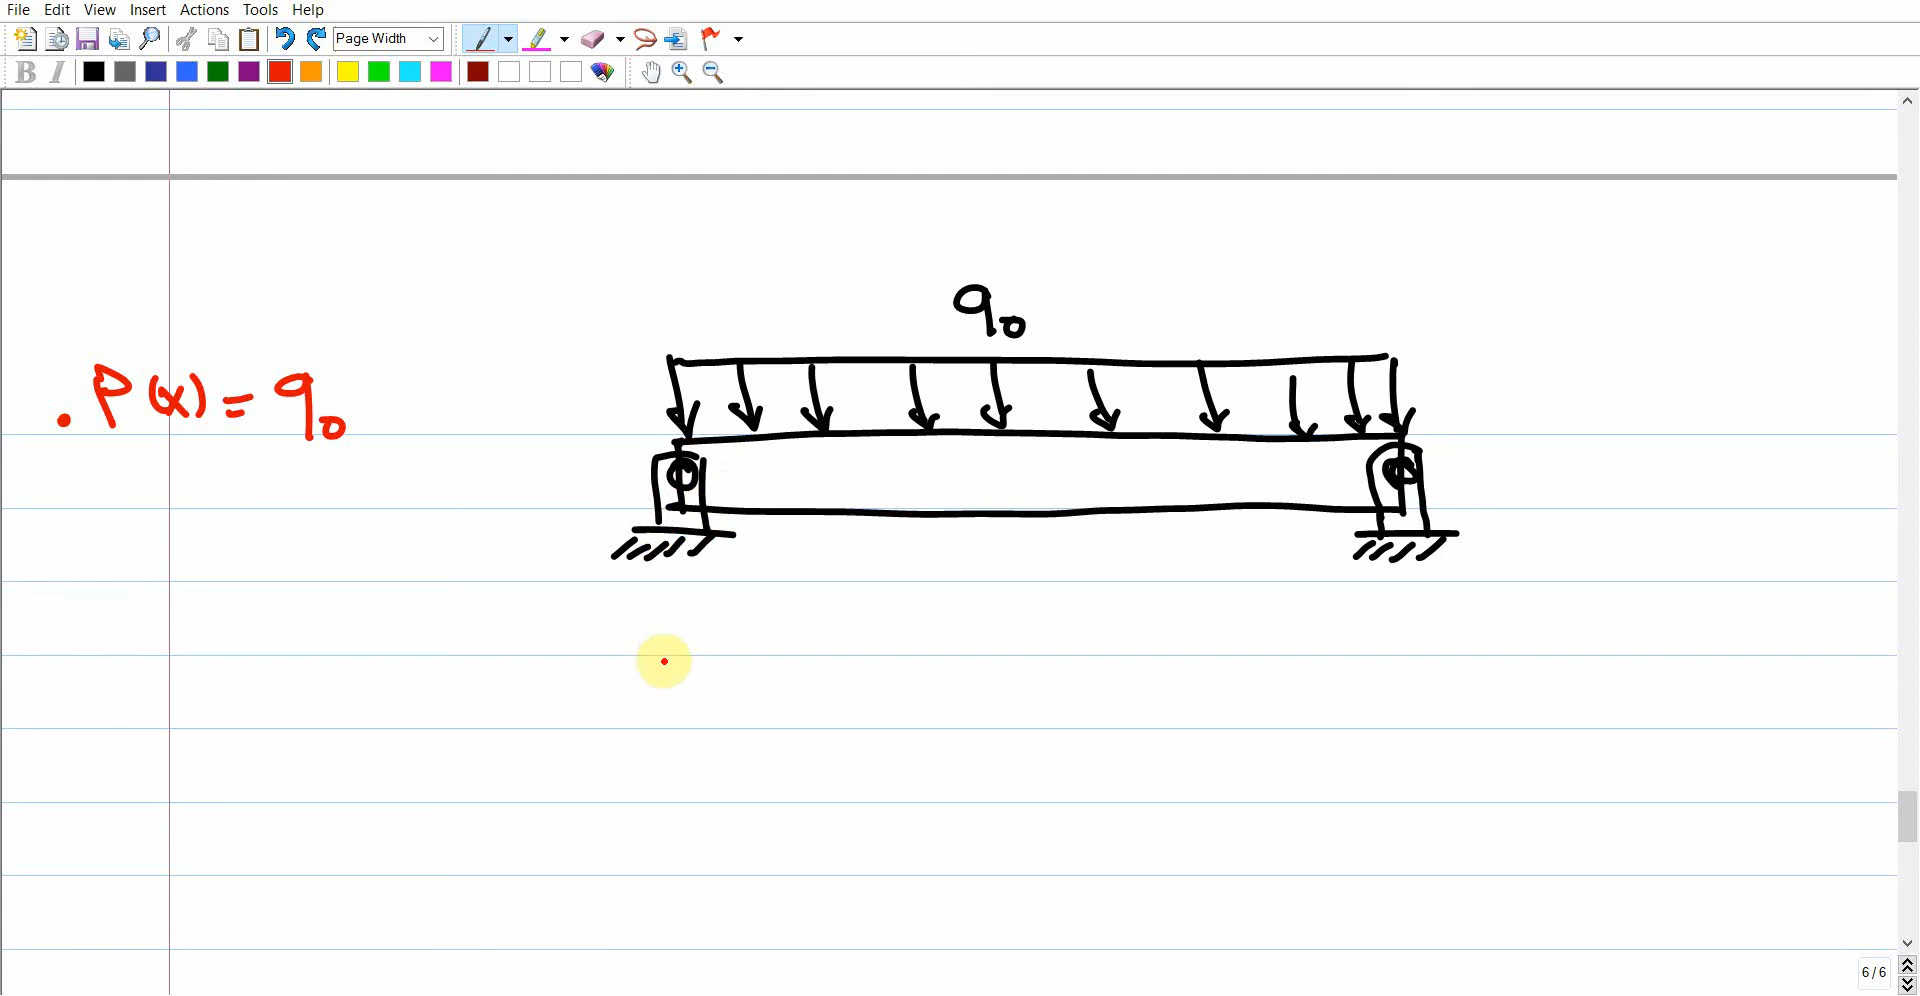 File Edit View Insert Actions Tools Help
Page Width
B I
q₀
P(x) = q₀
6/6